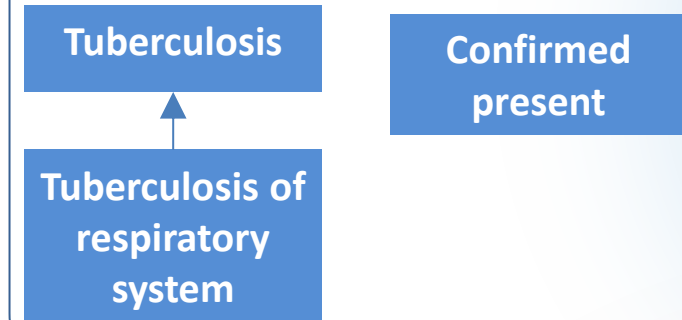 Tuberculosis
Confirmed
present
Tuberculosis of
respiratory
system